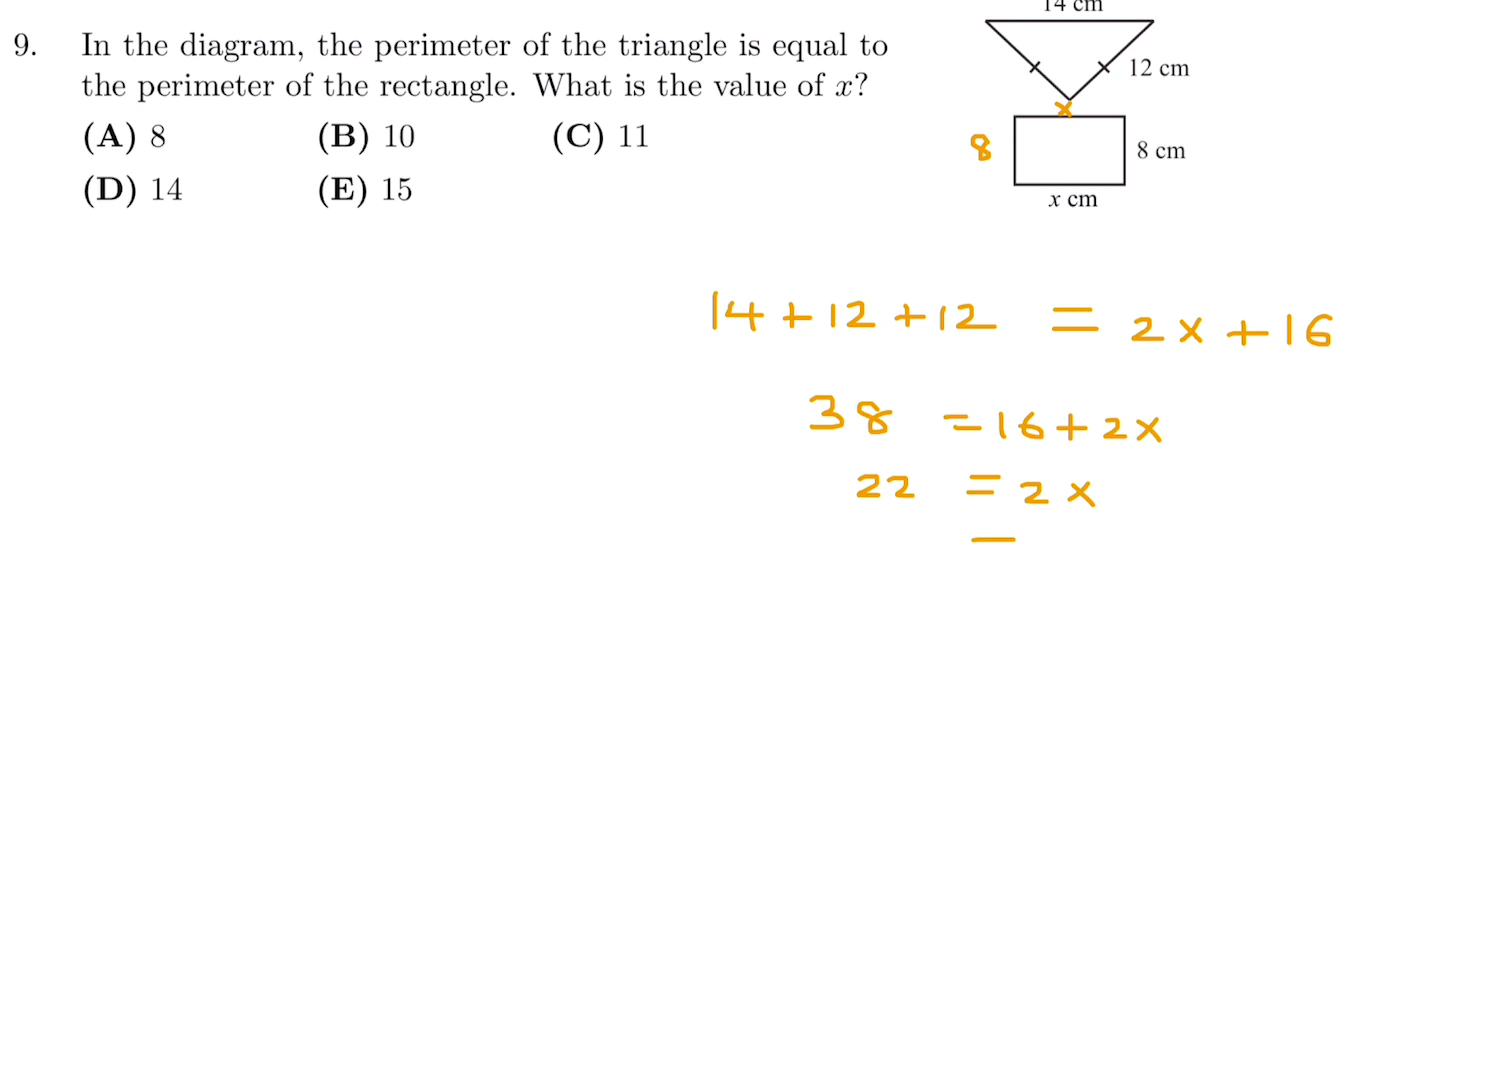 14 cm
9. In the diagram, the perimeter of the triangle is equal to
the perimeter of the rectangle. What is the value of x?
(A) 8 (B) 10 (C) 11
(D) 14 (E) 15
12 cm
x
8
8 cm
x cm
14 + 12 + 12 = 2x + 16
38 = 16 + 2x
22 = 2x
—